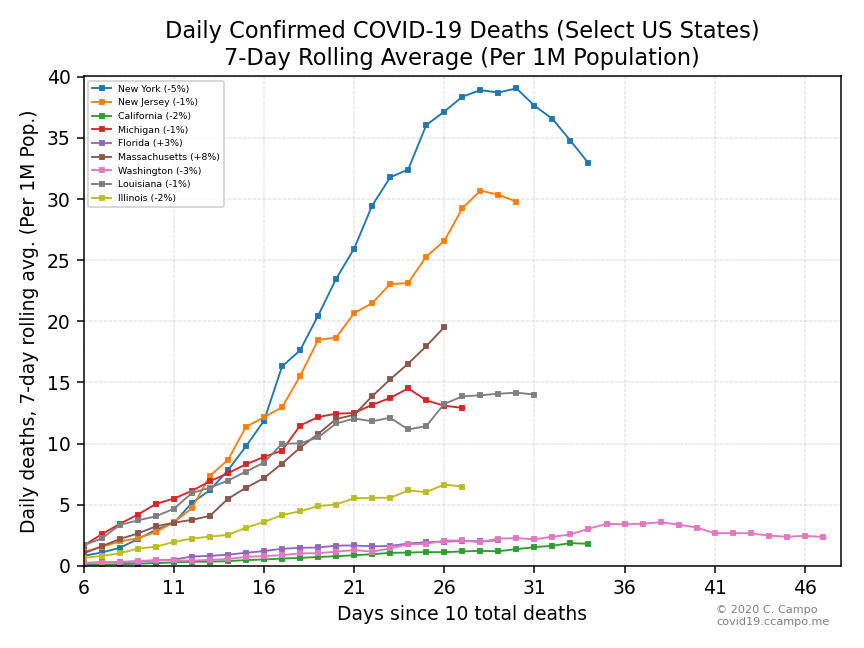 Daily Confirmed COVID-19 Deaths (Select US States)
7-Day Rolling Average (Per 1M Population)
Daily deaths, 7-day rolling avg. (Per 1M Pop.)
40
35
30
25
20
15
10
5
0
New York (-5%)
New Jersey (-1%)
California (-2%)
Michigan (-1%)
Florida (+3%)
Massachusetts (+8%)
Washington (-3%)
Louisiana (-1%)
Illinois (-2%)
6 11 16 21 26 31 36 41 46
Days since 10 total deaths
© 2020 C. Campo
covid19.ccampo.me